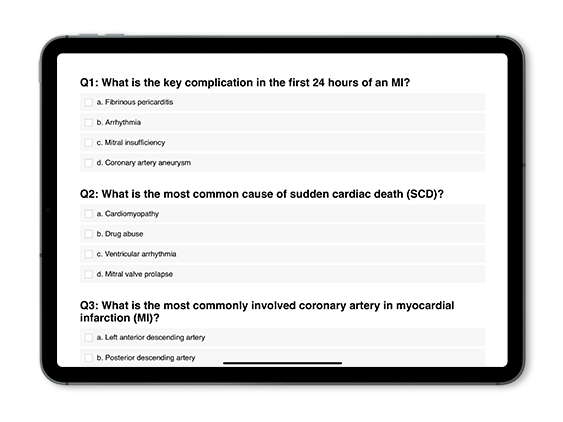 Q1: What is the key complication in the first 24 hours of an MI?
a. Fibrinous pericarditis
b. Arrhythmia
c. Mitral insufficiency
d. Coronary artery aneurysm
Q2: What is the most common cause of sudden cardiac death (SCD)?
a. Cardiomyopathy
b. Drug abuse
c. Ventricular arrhythmia
d. Mitral valve prolapse
Q3: What is the most commonly involved coronary artery in myocardial
infarction (MI)?
a. Left anterior descending artery
b. Posterior descending artery